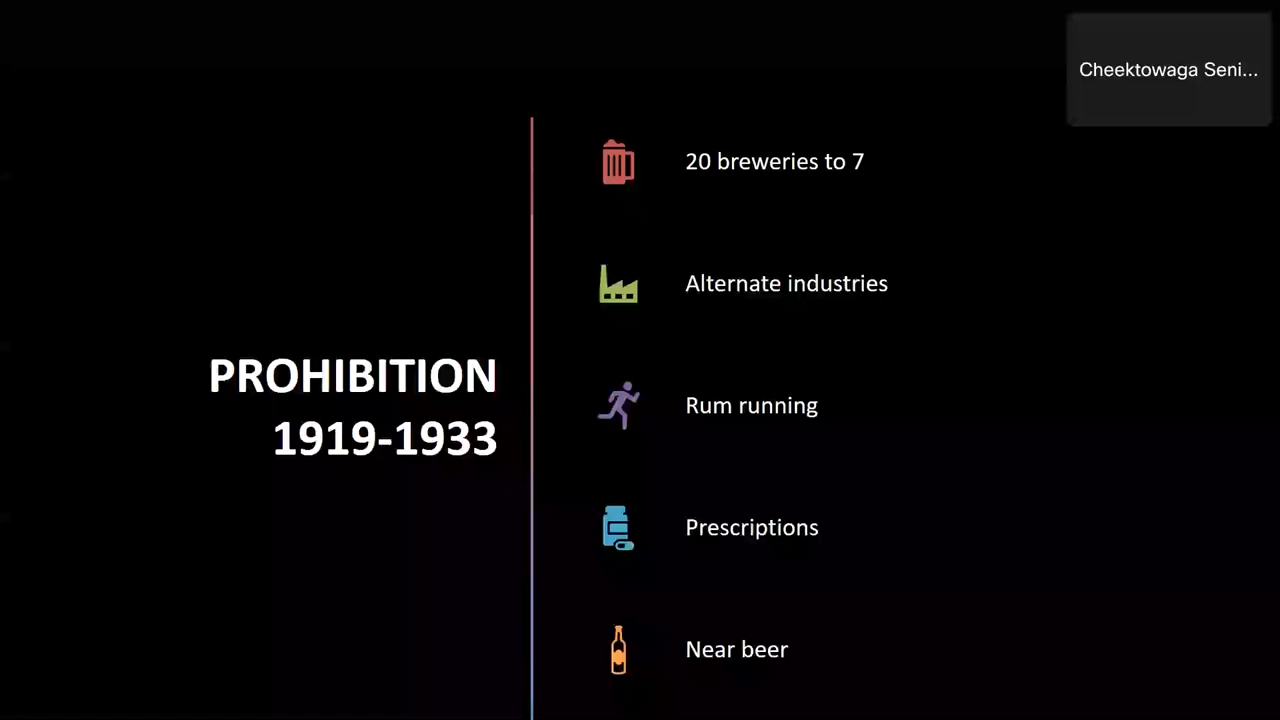 Cheektowaga Seni...
20 breweries to 7
Alternate industries
PROHIBITION
1919-1933
Rum running
Prescriptions
Near beer